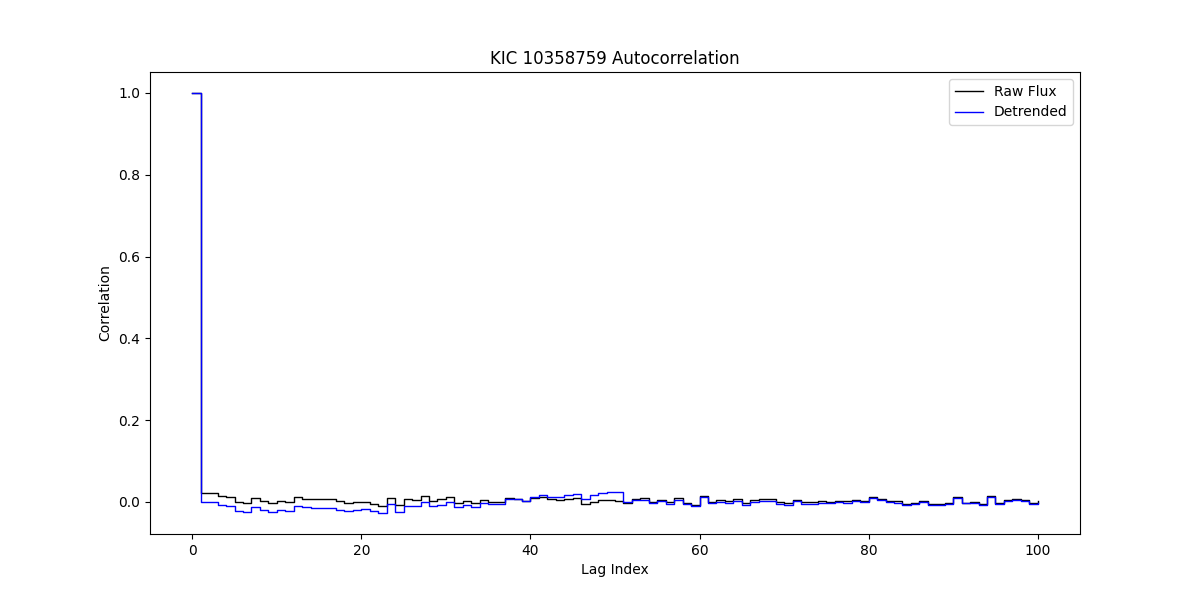 KIC 10358759 Autocorrelation
Raw Flux
Detrended
Correlation
1.0
0.8
0.6
0.4
0.2
0.0
0 20 40 60 80 100
Lag Index